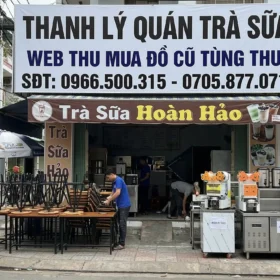 THANH LÝ QUÁN TRÀ SỮA
WEB THU MUA ĐỒ CŨ TÙNG THU
SĐT: 0966.500.315 - 0705.877.07
Trà Sữa Hoàn Hảo
Trà
Sữa
Hảo